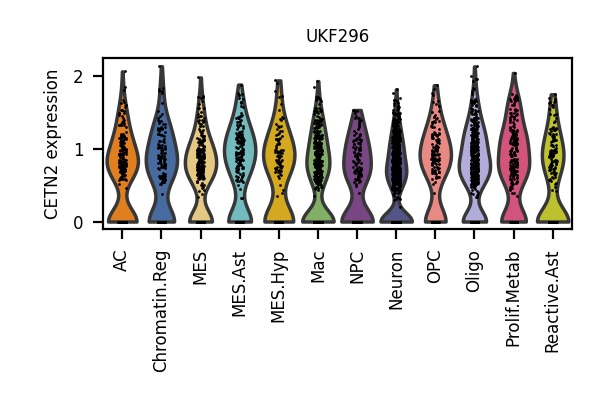 UKF296
CETN2 expression
2
1
0
AC
Chromatin.Reg
MES
MES.Ast
MES.Hyp
Mac
NPC
Neuron
OPC
Oligo
Prolif.Metab
Reactive.Ast